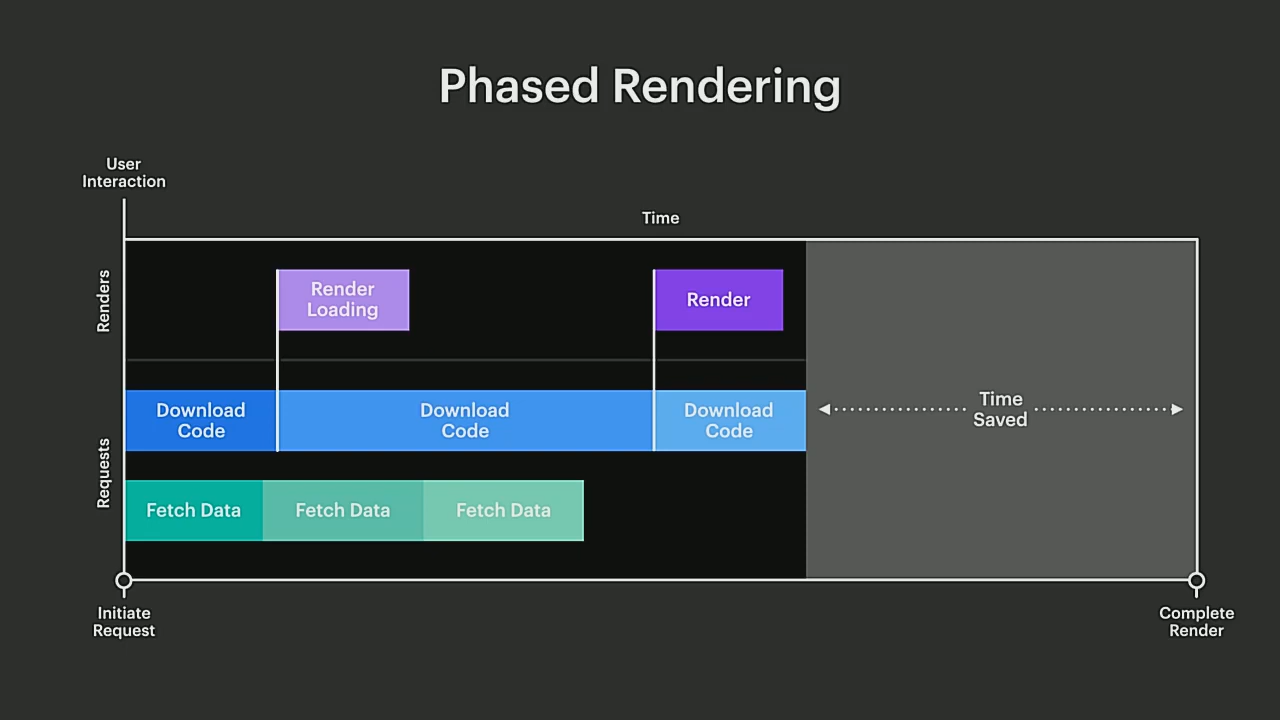 Phased Rendering
User
Interaction
Time
Renders
Render
Loading
Render
Requests
Download
Code
Download
Code
Download
Code
Time
Saved
Fetch Data
Fetch Data
Fetch Data
Initiate
Request
Complete
Render